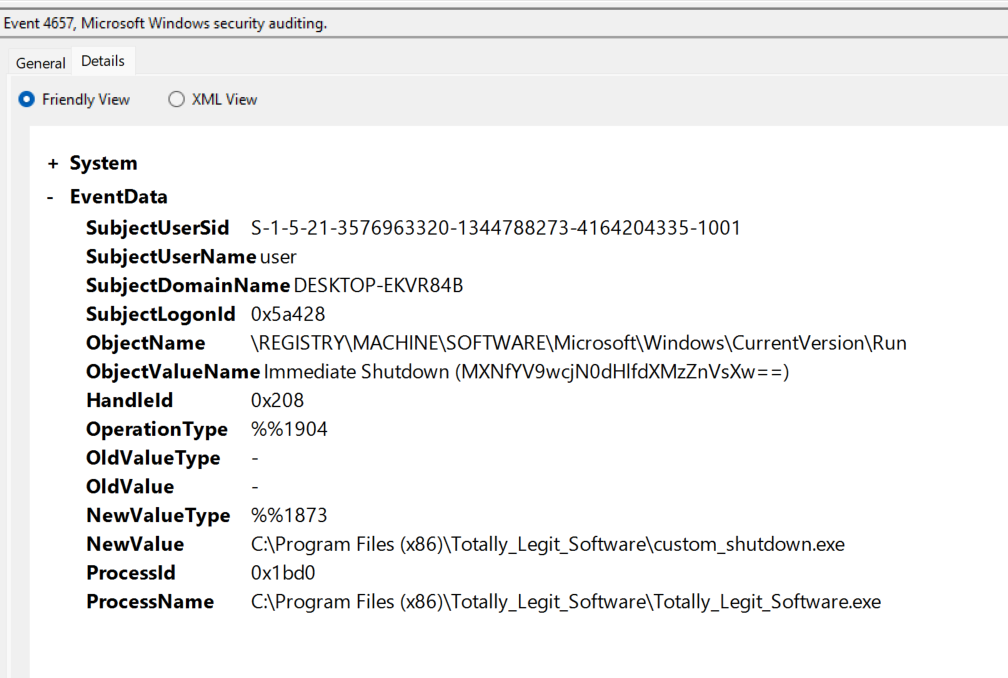 Event 4657, Microsoft Windows security auditing.
General Details
Friendly View XML View
+ System
- EventData
SubjectUserSid S-1-5-21-3576963320-1344788273-4164204335-1001
SubjectUserName user
SubjectDomainName DESKTOP-EKVR84B
SubjectLogonId 0x5a428
ObjectName \REGISTRY\MACHINE\SOFTWARE\Microsoft\Windows\CurrentVersion\Run
ObjectValueName Immediate Shutdown (MXNfYV9wcjN0dHlfdXMzZnVsXw==)
HandleId 0x208
OperationType %%1904
OldValueType -
OldValue -
NewValueType %%1873
NewValue C:\Program Files (x86)\Totally_Legit_Software\custom_shutdown.exe
ProcessId 0x1bd0
ProcessName C:\Program Files (x86)\Totally_Legit_Software\Totally_Legit_Software.exe